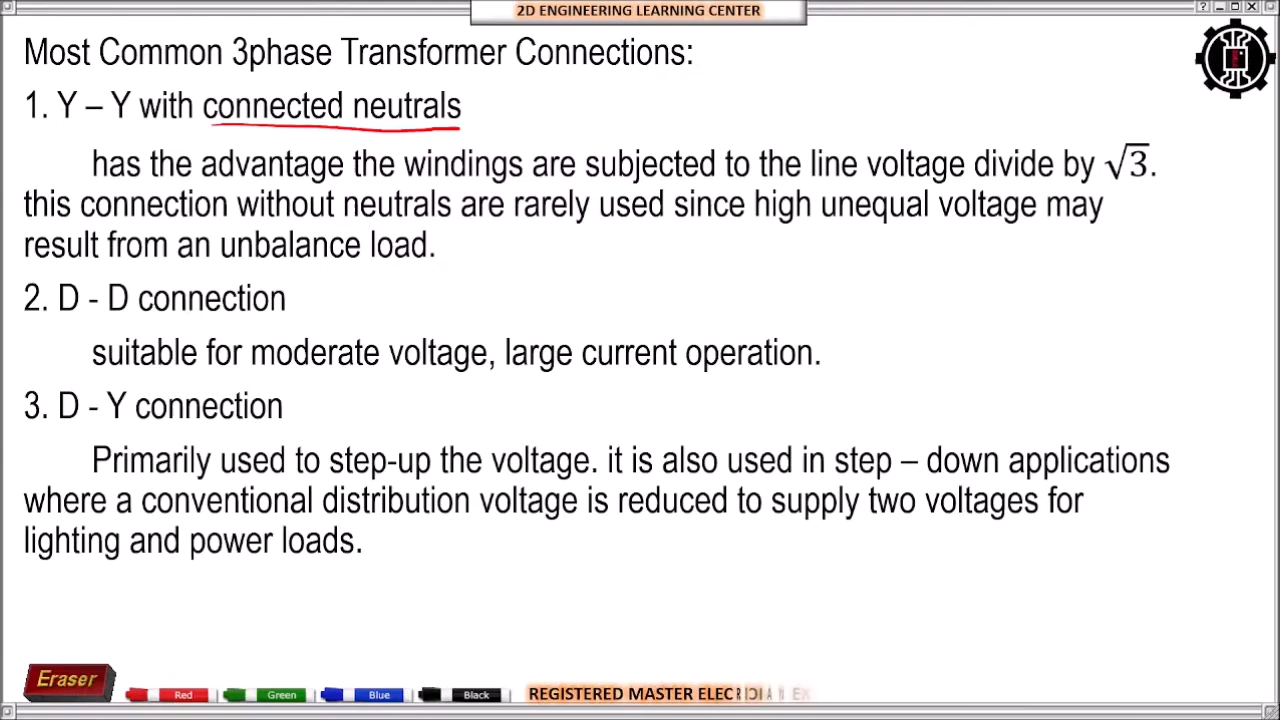 2D ENGINEERING LEARNING CENTER
Most Common 3phase Transformer Connections:
1. Y – Y with connected neutrals
has the advantage the windings are subjected to the line voltage divide by √3.
this connection without neutrals are rarely used since high unequal voltage may
result from an unbalance load.
2. D - D connection
suitable for moderate voltage, large current operation.
3. D - Y connection
Primarily used to step-up the voltage. it is also used in step – down applications
where a conventional distribution voltage is reduced to supply two voltages for
lighting and power loads.
Eraser
Red
Green
Blue
Black
REGISTERED MASTER ELECRICIAN EX